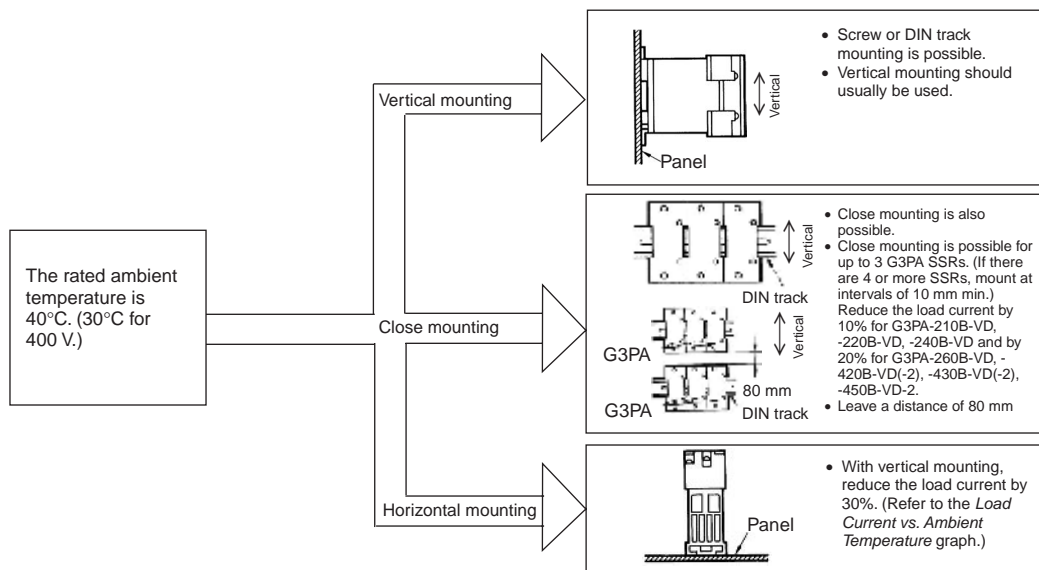 The rated ambient
temperature is
40°C. (30°C for
400 V.)
Vertical mounting
Vertical
Panel
• Screw or DIN track
mounting is possible.
• Vertical mounting should
usually be used.
Close mounting
Vertical
DIN track
Vertical
G3PA
80 mm
G3PA
DIN track
• Close mounting is also
possible.
• Close mounting is possible for
up to 3 G3PA SSRs. (If there
are 4 or more SSRs, mount at
intervals of 10 mm min.)
Reduce the load current by
10% for G3PA-210B-VD,
-220B-VD, -240B-VD and by
20% for G3PA-260B-VD, -
420B-VD(-2), -430B-VD(-2),
-450B-VD-2.
• Leave a distance of 80 mm
Horizontal mounting
Panel
• With vertical mounting,
reduce the load current by
30%. (Refer to the Load
Current vs. Ambient
Temperature graph.)